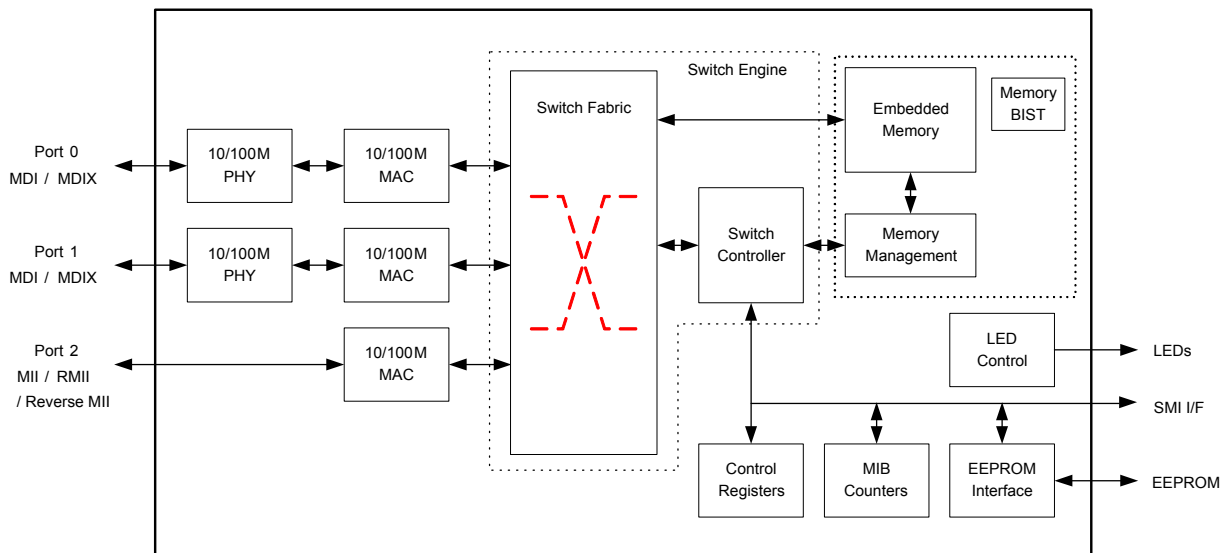 Switch Engine
Switch Fabric
Embedded
Memory
Memory
BIST
Port 0
MDI / MDIX
10/100M
PHY
10/100M
MAC
Port 1
MDI / MDIX
10/100M
PHY
10/100M
MAC
Switch
Controller
Memory
Management
Port 2
MII / RMII
/ Reverse MII
10/100M
MAC
LED
Control
LEDs
SMI I/F
Control
Registers
MIB
Counters
EEPROM
Interface
EEPROM